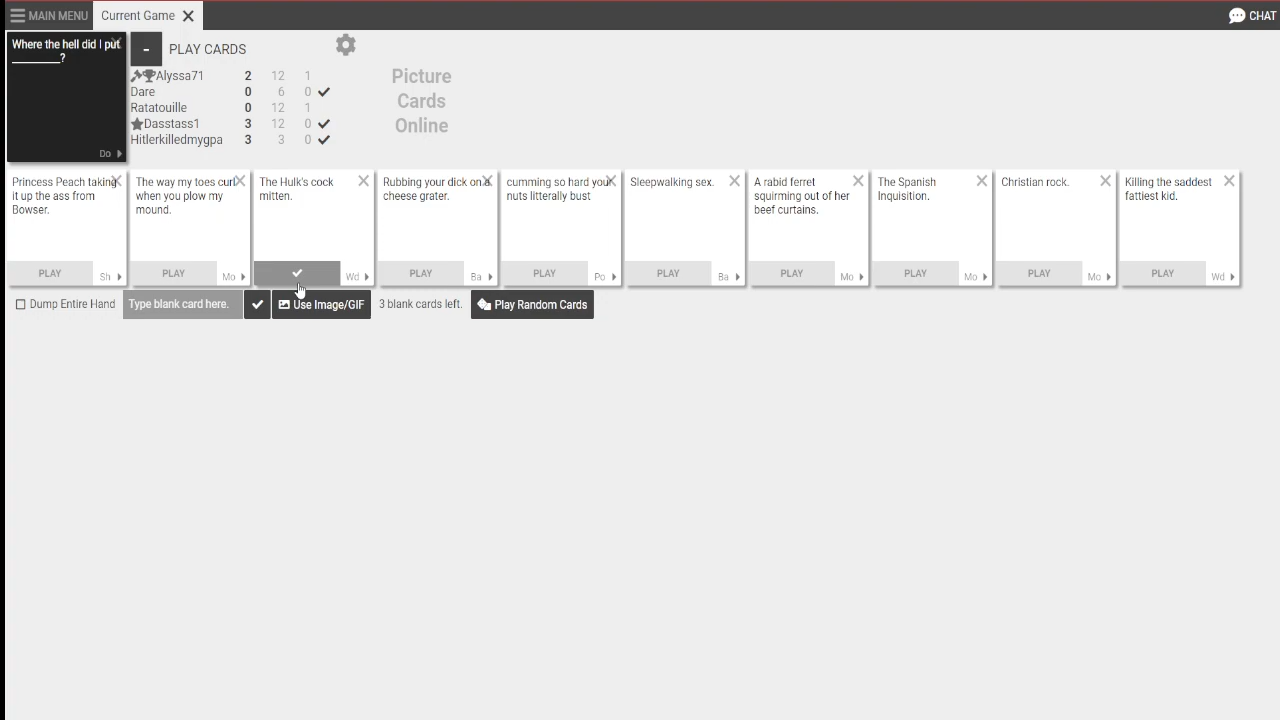 MAIN MENU
Current Game
CHAT
Where the hell did I put
________?
Do
-
PLAY CARDS
Alyssa71 2 12 1
Dare 0 6 0
Ratatouille 0 12 1
Dasstass1 3 12 0
Hitlerkilledmygpa 3 3 0
Picture
Cards
Online
Princess Peach taking
it up the ass from
Bowser.
PLAY
Sh
The way my toes curl
when you plow my
mound.
PLAY
Mo
The Hulk's cock
mitten.
Wd
Rubbing your dick on a
cheese grater.
PLAY
Ba
cumming so hard your
nuts litterally bust
PLAY
Po
Sleepwalking sex.
PLAY
Ba
A rabid ferret
squirming out of her
beef curtains.
PLAY
Mo
The Spanish
Inquisition.
PLAY
Mo
Christian rock.
PLAY
Mo
Killing the saddest
fattiest kid.
PLAY
Wd
Dump Entire Hand
Type blank card here.
Use Image/GIF
3 blank cards left.
Play Random Cards